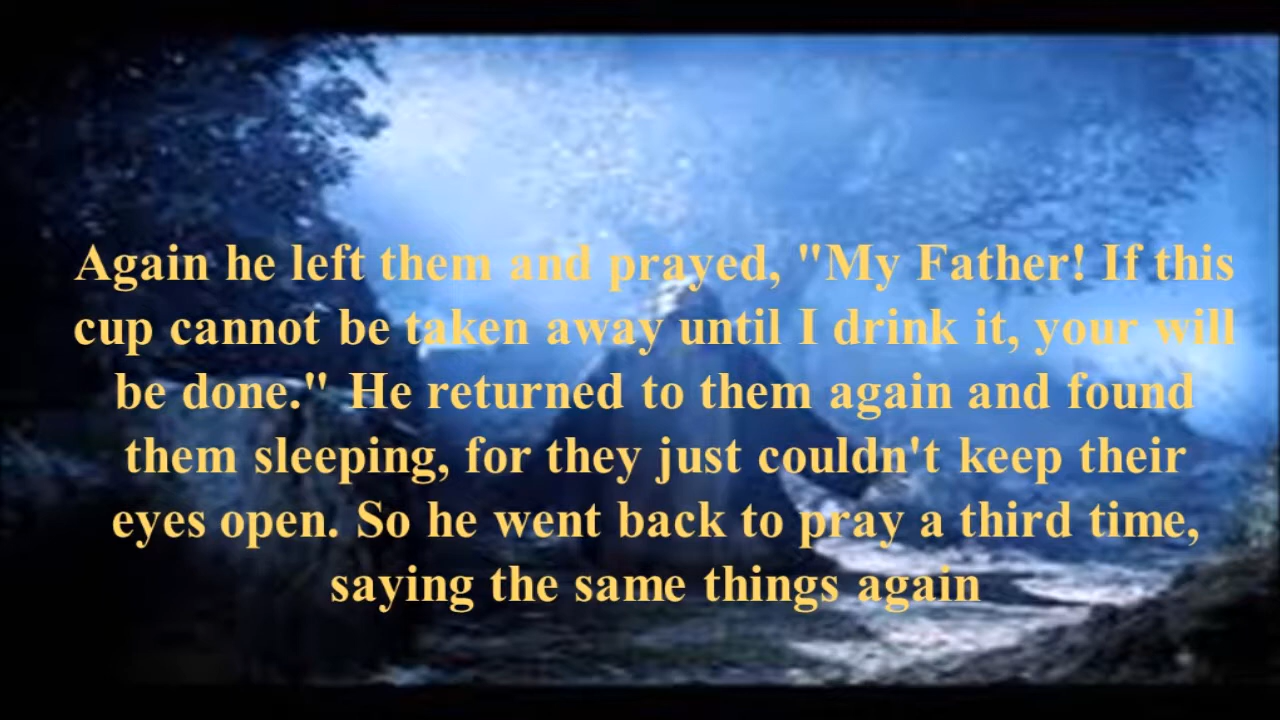 Again he left them and prayed, "My Father! If this
cup cannot be taken away until I drink it, your will
be done." He returned to them again and found
them sleeping, for they just couldn't keep their
eyes open. So he went back to pray a third time,
saying the same things again